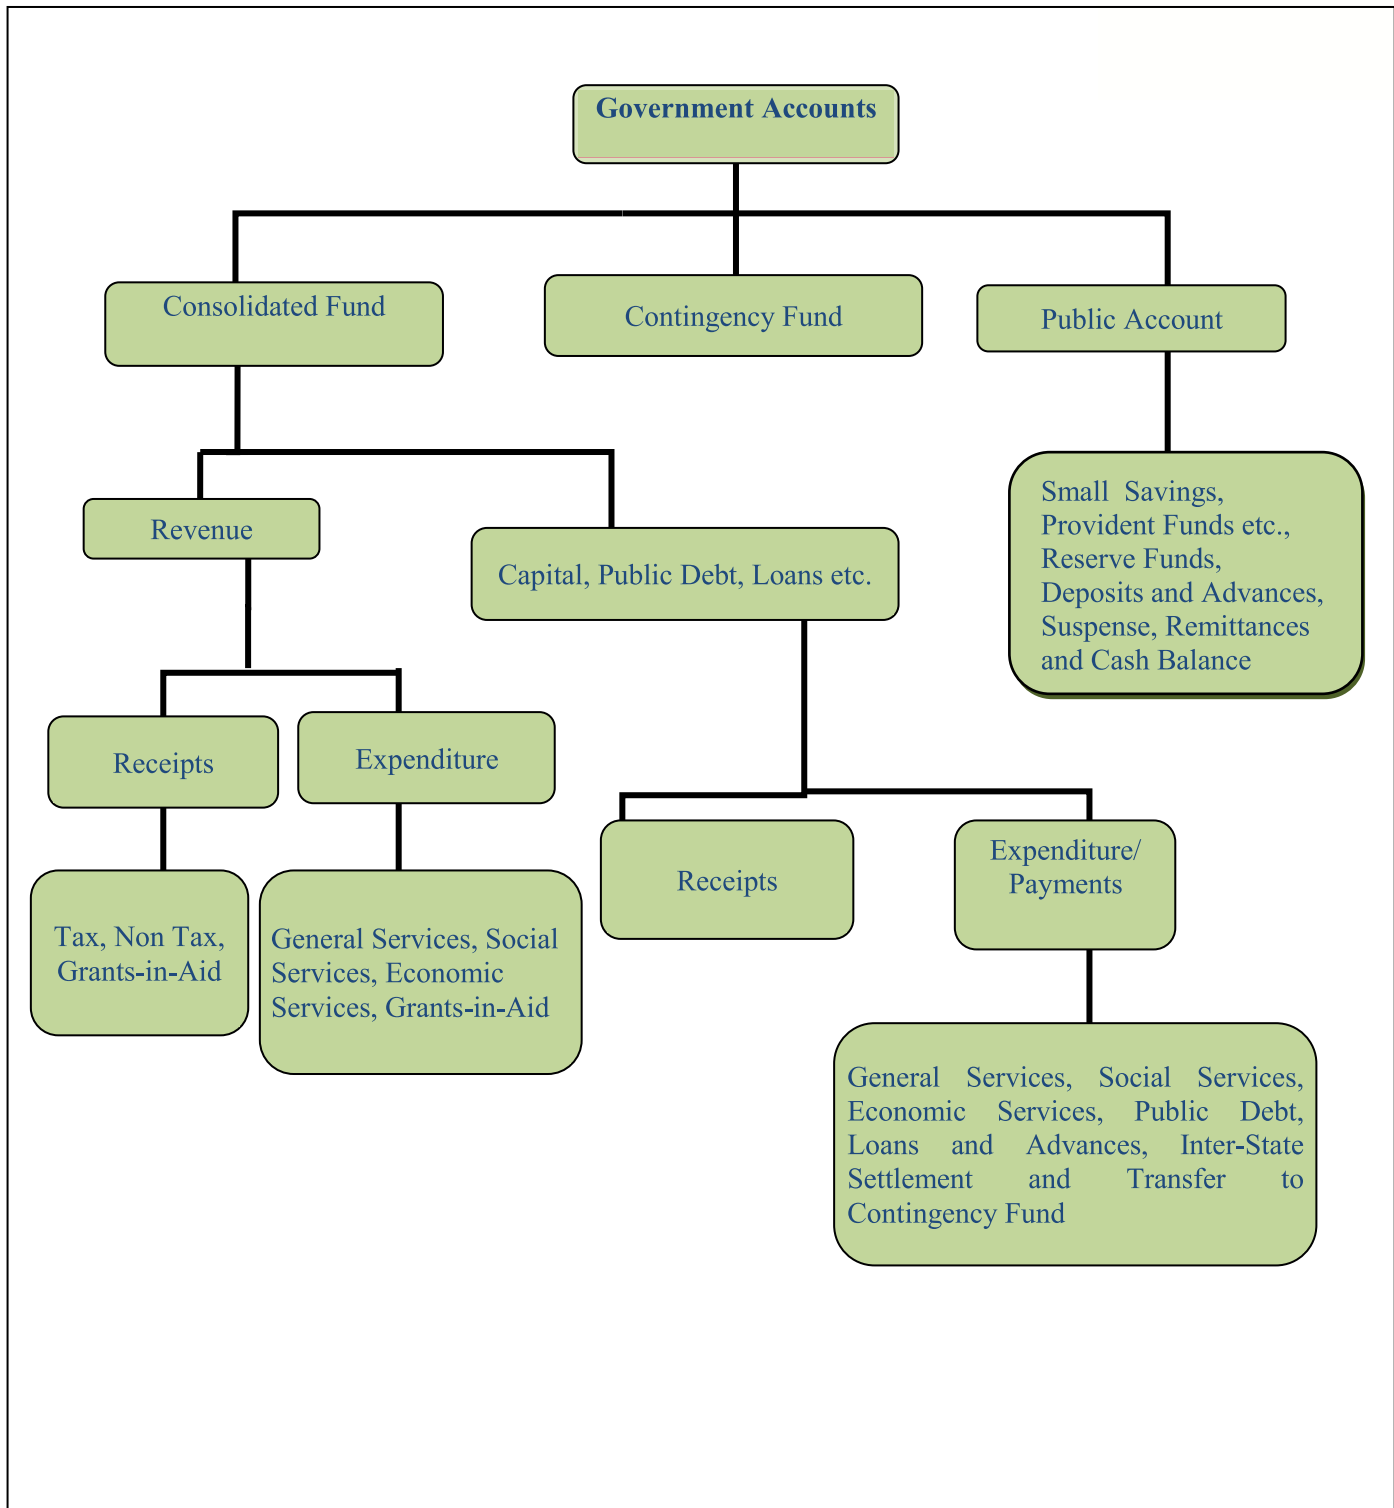 Government Accounts
Consolidated Fund
Contingency Fund
Public Account
Revenue
Capital, Public Debt, Loans etc.
Small Savings,
Provident Funds etc.,
Reserve Funds,
Deposits and Advances,
Suspense, Remittances
and Cash Balance
Receipts
Expenditure
Receipts
Expenditure/
Payments
Tax, Non Tax,
Grants-in-Aid
General Services, Social
Services, Economic
Services, Grants-in-Aid
General Services, Social Services,
Economic Services, Public Debt,
Loans and Advances, Inter-State
Settlement and Transfer to
Contingency Fund